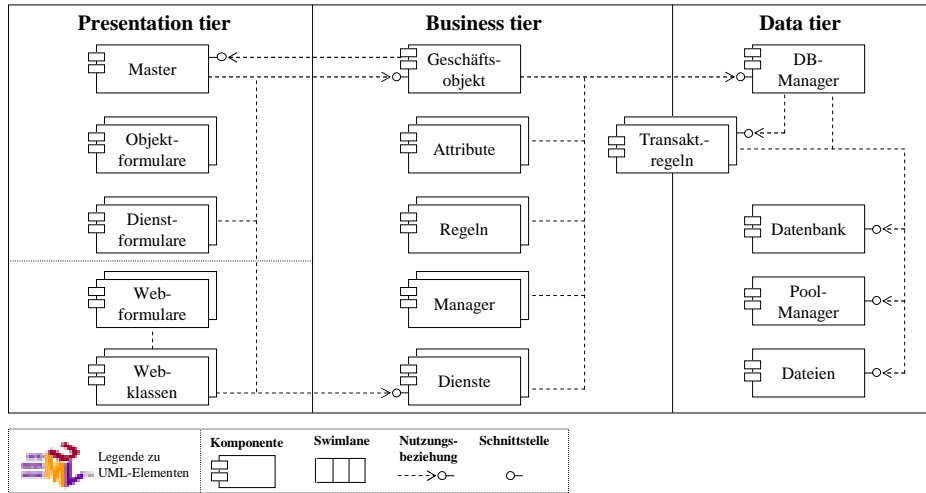 Presentation tier
Business tier
Data tier
Master
Geschäfts-
objekt
DB-
Manager
Objekt-
formulare
Attribute
Transakt.-
regeln
Dienst-
formulare
Regeln
Datenbank
Web-
formulare
Manager
Pool-
Manager
Web-
klassen
Dienste
Dateien
Legende zu
UML-Elementen
Komponente
Swimlane
Nutzungs-
beziehung
Schnittstelle